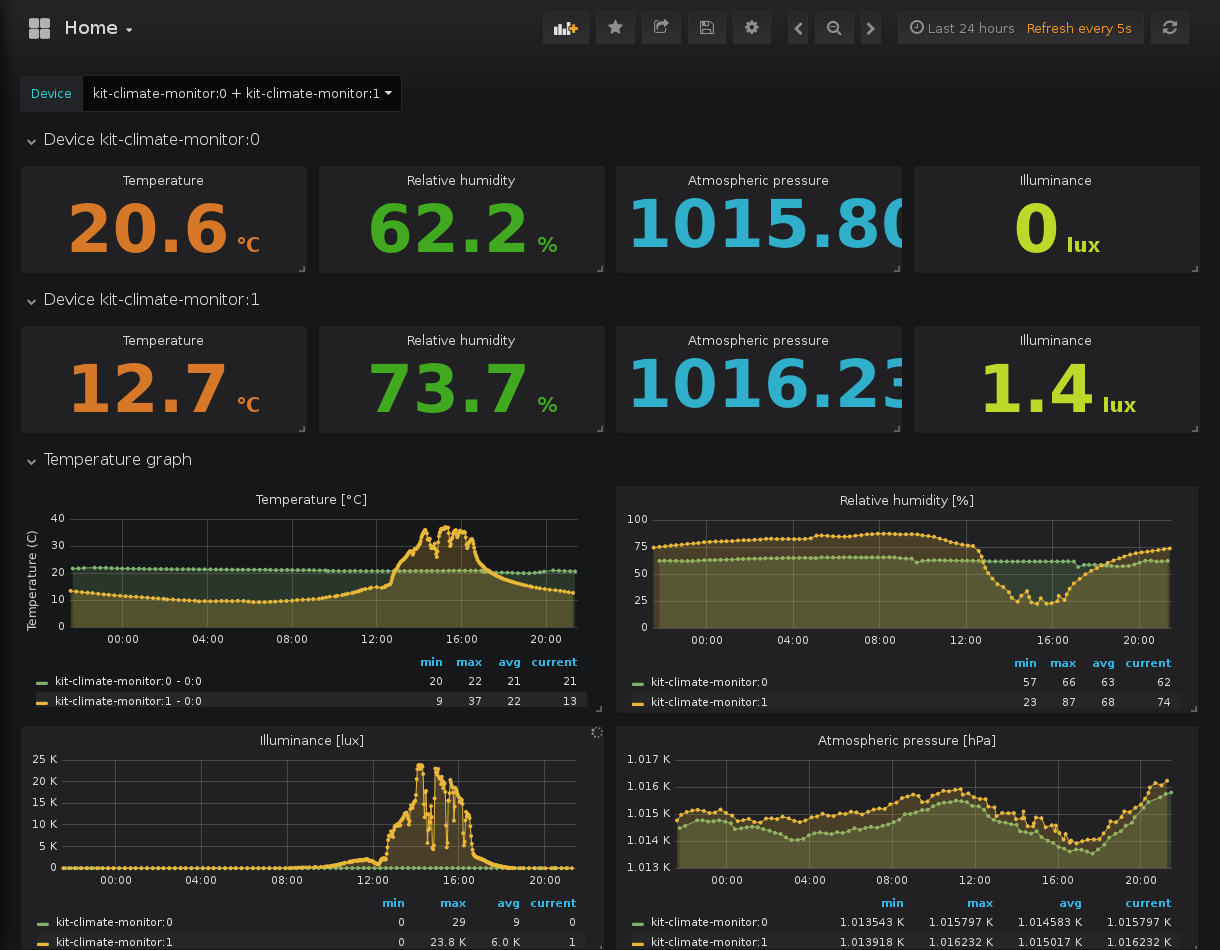 Home
Last 24 hours Refresh every 5s
Device kit-climate-monitor:0 + kit-climate-monitor:1
Device kit-climate-monitor:0
Temperature Relative humidity Atmospheric pressure Illuminance
20.6 °C 62.2 % 1015.80 0 lux
Device kit-climate-monitor:1
Temperature Relative humidity Atmospheric pressure Illuminance
12.7 °C 73.7 % 1016.23 1.4 lux
Temperature graph
Temperature [°C]
Temperature (C)
40
30
20
10
0
00:00 04:00 08:00 12:00 16:00 20:00
min max avg current
kit-climate-monitor:0 - 0:0 20 22 21 21
kit-climate-monitor:1 - 0:0 9 37 22 13
Relative humidity [%]
100
75
50
25
0
00:00 04:00 08:00 12:00 16:00 20:00
min max avg current
kit-climate-monitor:0 57 66 63 62
kit-climate-monitor:1 23 87 68 74
Illuminance [lux]
25 K
20 K
15 K
10 K
5 K
0
00:00 04:00 08:00 12:00 16:00 20:00
min max avg current
kit-climate-monitor:0 0 29 9 0
kit-climate-monitor:1 0 23.8 K 6.0 K 1
Atmospheric pressure [hPa]
1.017 K
1.016 K
1.015 K
1.014 K
1.013 K
00:00 04:00 08:00 12:00 16:00 20:00
min max avg current
kit-climate-monitor:0 1.013543 K 1.015797 K 1.014583 K 1.015797 K
kit-climate-monitor:1 1.013918 K 1.016232 K 1.015017 K 1.016232 K